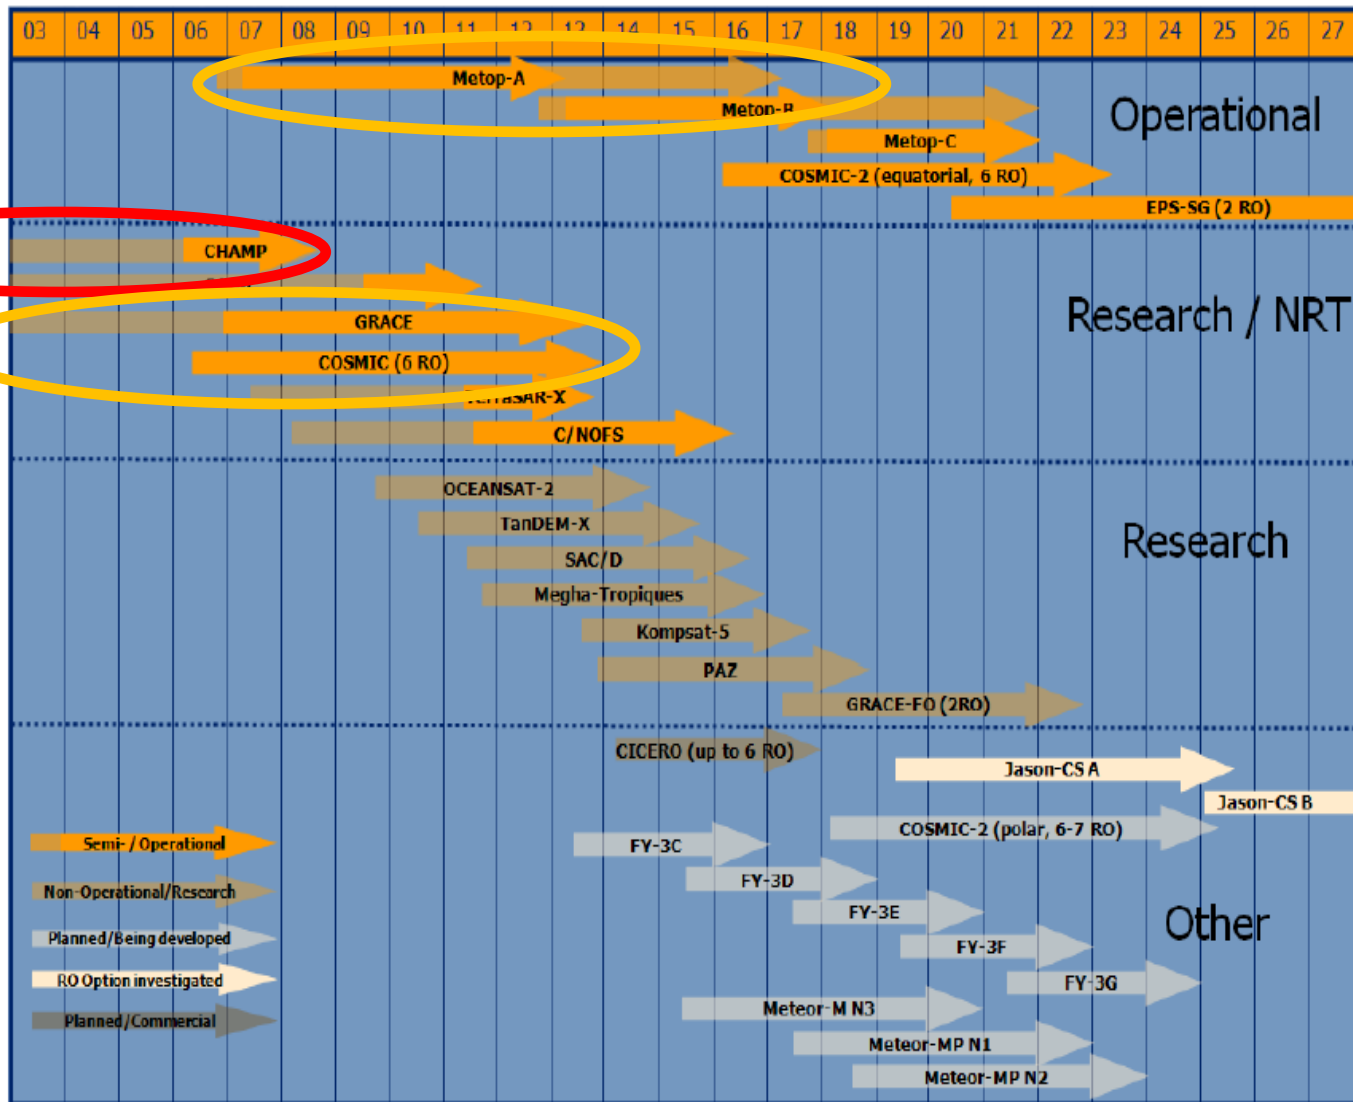 03 04 05 06 07 08 09 10 11 12 13 14 15 16 17 18 19 20 21 22 23 24 25 26 27
Metop-A
Metop-B
Operational
Metop-C
COSMIC-2 (equatorial, 6 RO)
EPS-SG (2 RO)
CHAMP
GRACE
Research / NRT
COSMIC (6 RO)
TerraSAR-X
C/NOFS
OCEANSAT-2
TanDEM-X
Research
SAC/D
Megha-Tropiques
Kompsat-5
PAZ
GRACE-FO (2RO)
CICERO (up to 6 RO)
Jason-CS A
Jason-CS B
COSMIC-2 (polar, 6-7 RO)
FY-3C
FY-3D
FY-3E
Other
FY-3F
FY-3G
Meteor-M N3
Meteor-MP N1
Meteor-MP N2
Semi- / Operational
Non-Operational/Research
Planned/Being developed
RO Option investigated
Planned/Commercial